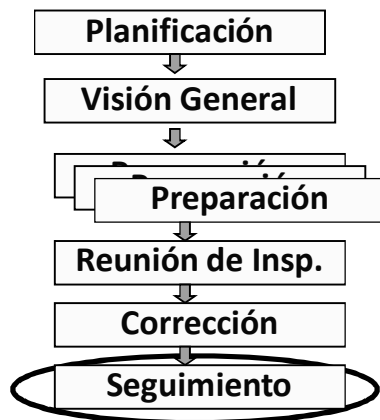 Planificación
Visión General
Preparación
Reunión de Insp.
Corrección
Seguimiento